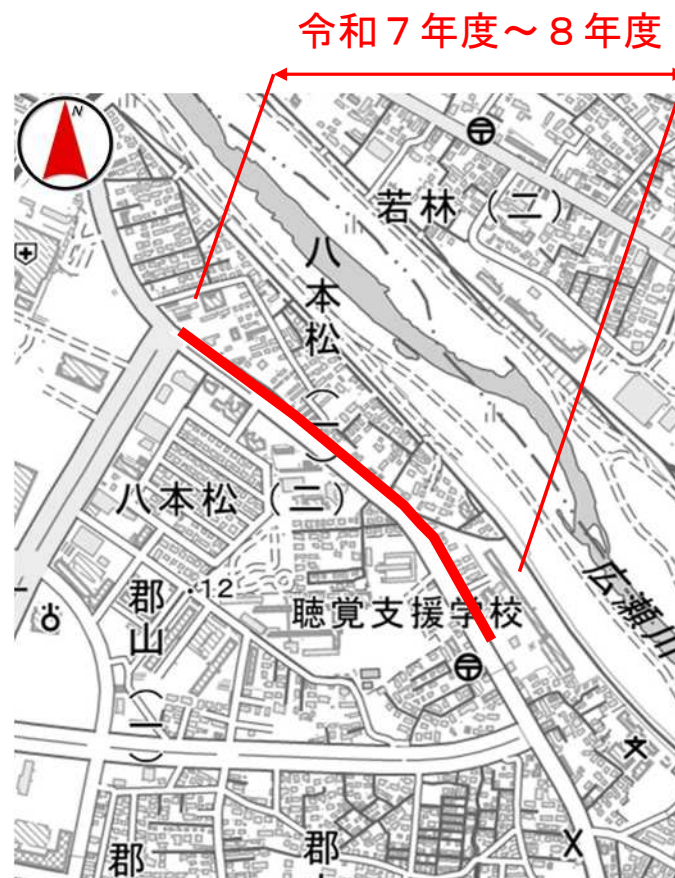 令和７年度～８年度
N
若林（二）
八本松（一）
八本松（二）
・12
郡山（一）
聴覚支援学校
広瀬川
郡
郡